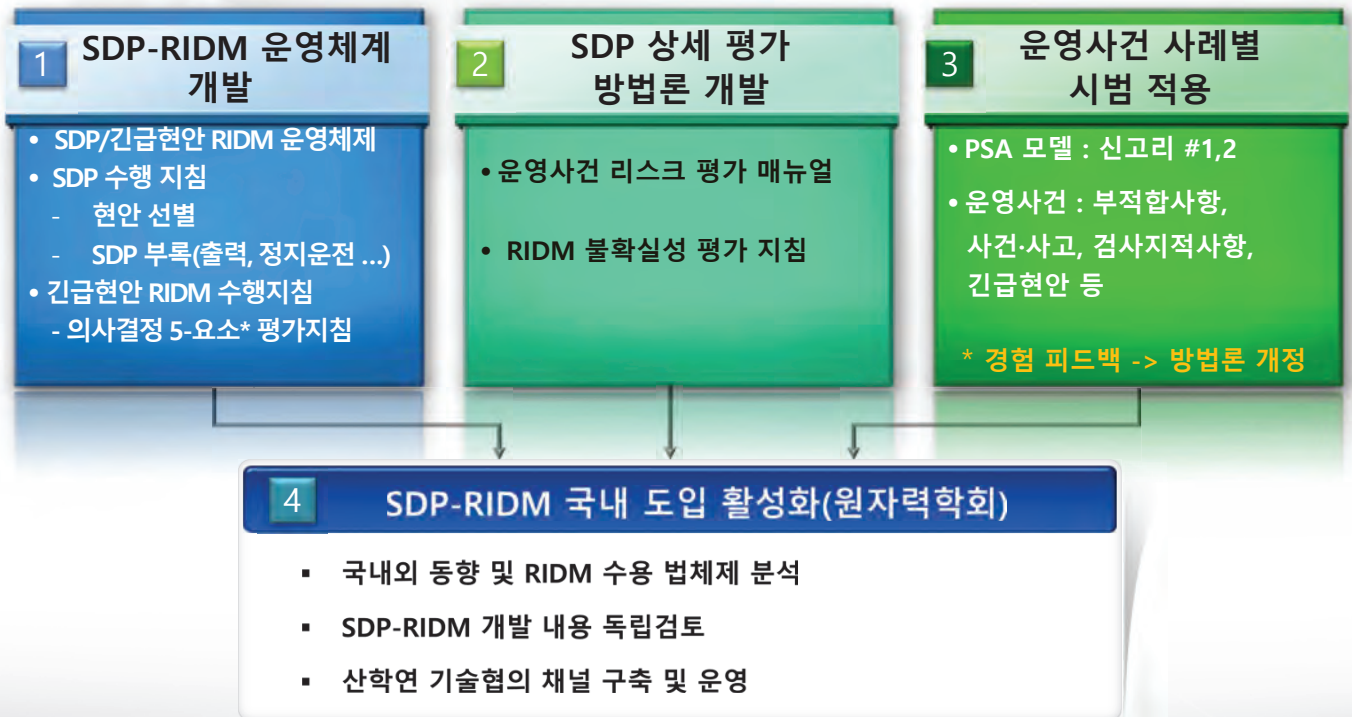 1
SDP-RIDM 운영체계
개발
• SDP/긴급현안 RIDM 운영체제
• SDP 수행 지침
- 현안 선별
- SDP 부록(출력, 정지운전 ...)
• 긴급현안 RIDM 수행지침
- 의사결정 5-요소* 평가지침
2
SDP 상세 평가
방법론 개발
• 운영사건 리스크 평가 매뉴얼
• RIDM 불확실성 평가 지침
3
운영사건 사례별
시범 적용
• PSA 모델 : 신고리 #1,2
• 운영사건 : 부적합사항,
사건·사고, 검사지적사항,
긴급현안 등
* 경험 피드백 -> 방법론 개정
4
SDP-RIDM 국내 도입 활성화(원자력학회)
▪ 국내외 동향 및 RIDM 수용 법체제 분석
▪ SDP-RIDM 개발 내용 독립검토
▪ 산학연 기술협의 채널 구축 및 운영